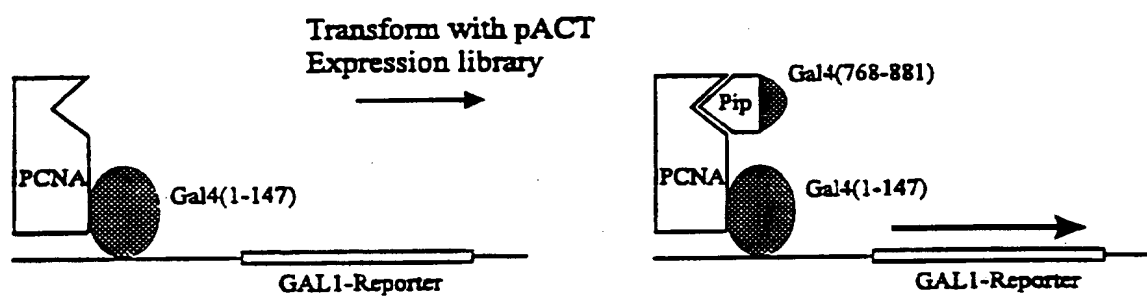 Transform with pACT
Expression library
PCNA
Gal4(1-147)
GAL1-Reporter
Gal4(768-881)
Pip
PCNA
Gal4(1-147)
GAL1-Reporter